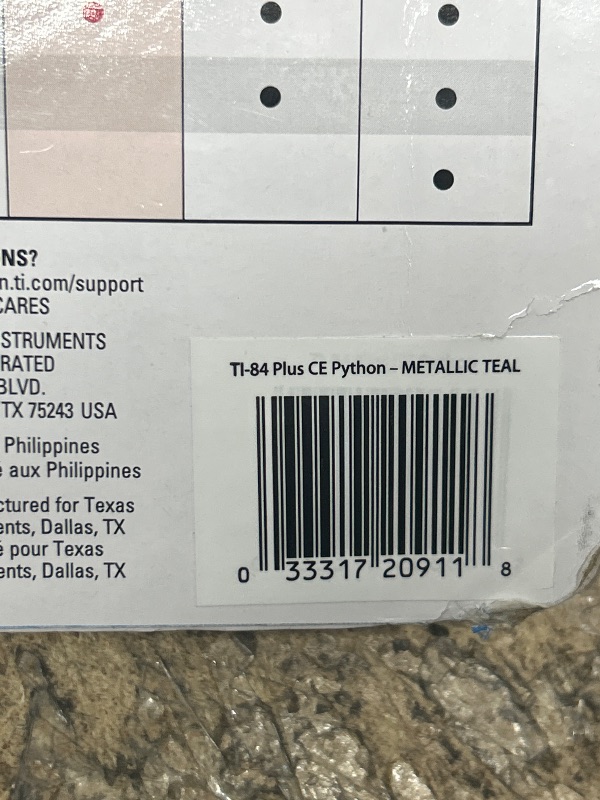 NS?
n.ti.com/support
CARES
STRUMENTS
RATED
BLVD.
TX 75243 USA
Philippines
é aux Philippines
ctured for Texas
ents, Dallas, TX
é pour Texas
ents, Dallas, TX
TI-84 Plus CE Python – METALLIC TEAL
0 33317 20911 8